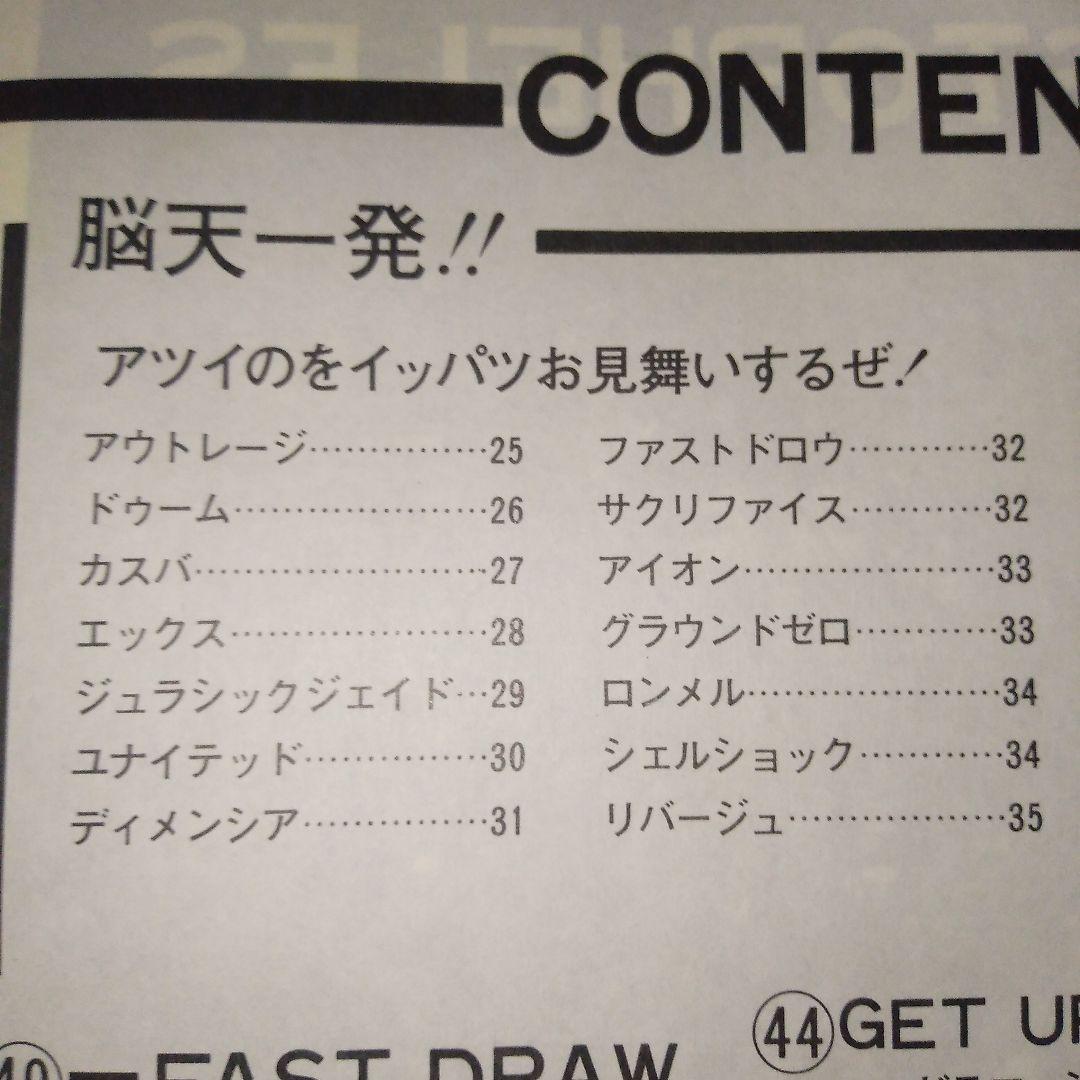 CONTEN
脳天一発!!
アツイのをイッパツお見舞いするぜ!
アウトレージ……………25
ドゥーム…………………26
カスバ……………………27
エックス…………………28
ジュラシックジェイド…29
ユナイテッド……………30
ディメンシア……………31
ファストドロウ…………32
サクリファイス…………32
アイオン…………………33
グラウンドゼロ…………33
ロンメル…………………34
シェルショック…………34
リバージュ………………35
FAST DRAW
44 GET UP